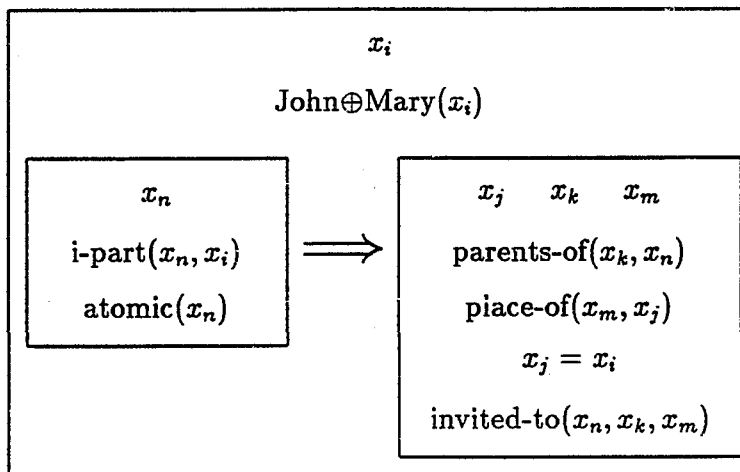 x_i
John⊕Mary(x_i)
x_n
i-part(x_n, x_i)
atomic(x_n)
⟹
x_j x_k x_m
parents-of(x_k, x_n)
piace-of(x_m, x_j)
x_j = x_i
invited-to(x_n, x_k, x_m)